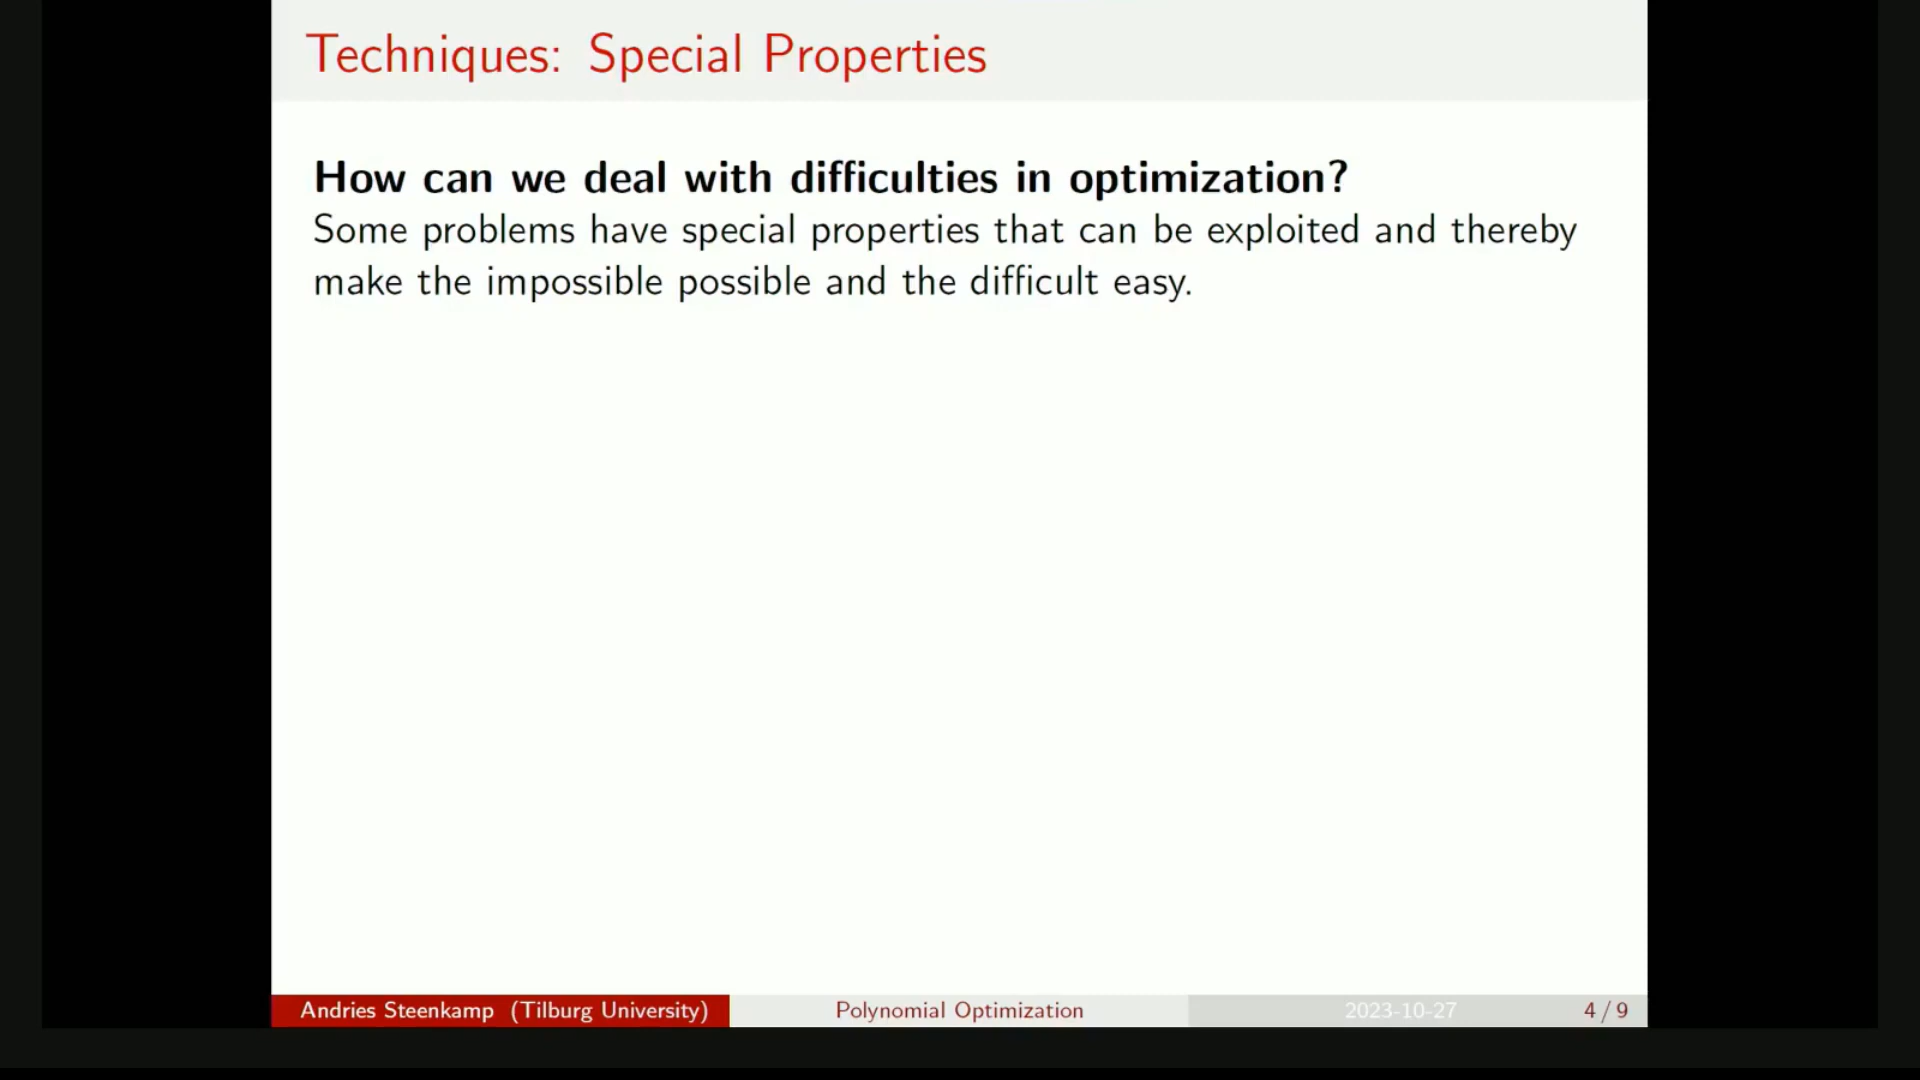 Techniques: Special Properties
How can we deal with difficulties in optimization?
Some problems have special properties that can be exploited and thereby
make the impossible possible and the difficult easy.
Andries Steenkamp (Tilburg University)
Polynomial Optimization
2023-10-27
4 / 9